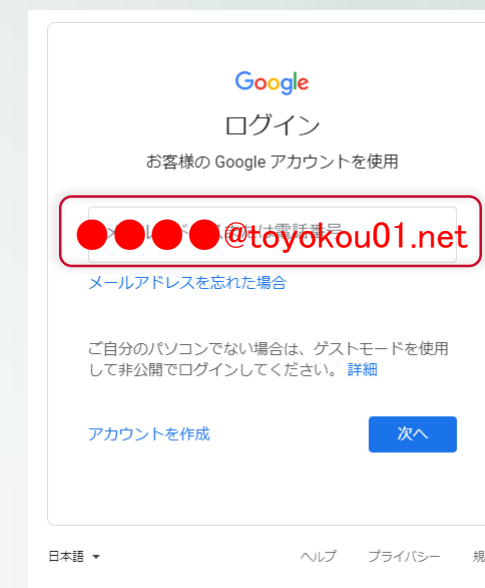 Google
ログイン
お客様の Google アカウントを使用
●●●●@toyokou01.net
メールアドレスを忘れた場合
ご自分のパソコンでない場合は、ゲストモードを使用
して非公開でログインしてください。 詳細
アカウントを作成
次へ
日本語
ヘルプ
プライバシー
規